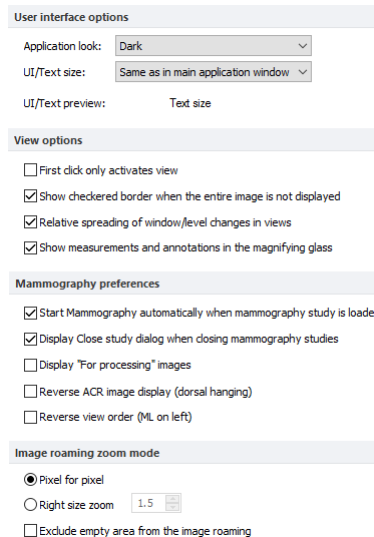 User interface options
Application look: Dark
UI/Text size: Same as in main application window
UI/Text preview: Text size
View options
First click only activates view
Show checkered border when the entire image is not displayed
Relative spreading of window/level changes in views
Show measurements and annotations in the magnifying glass
Mammography preferences
Start Mammography automatically when mammography study is loade
Display Close study dialog when closing mammography studies
Display "For processing" images
Reverse ACR image display (dorsal hanging)
Reverse view order (ML on left)
Image roaming zoom mode
Pixel for pixel
Right size zoom 1.5
Exclude empty area from the image roaming